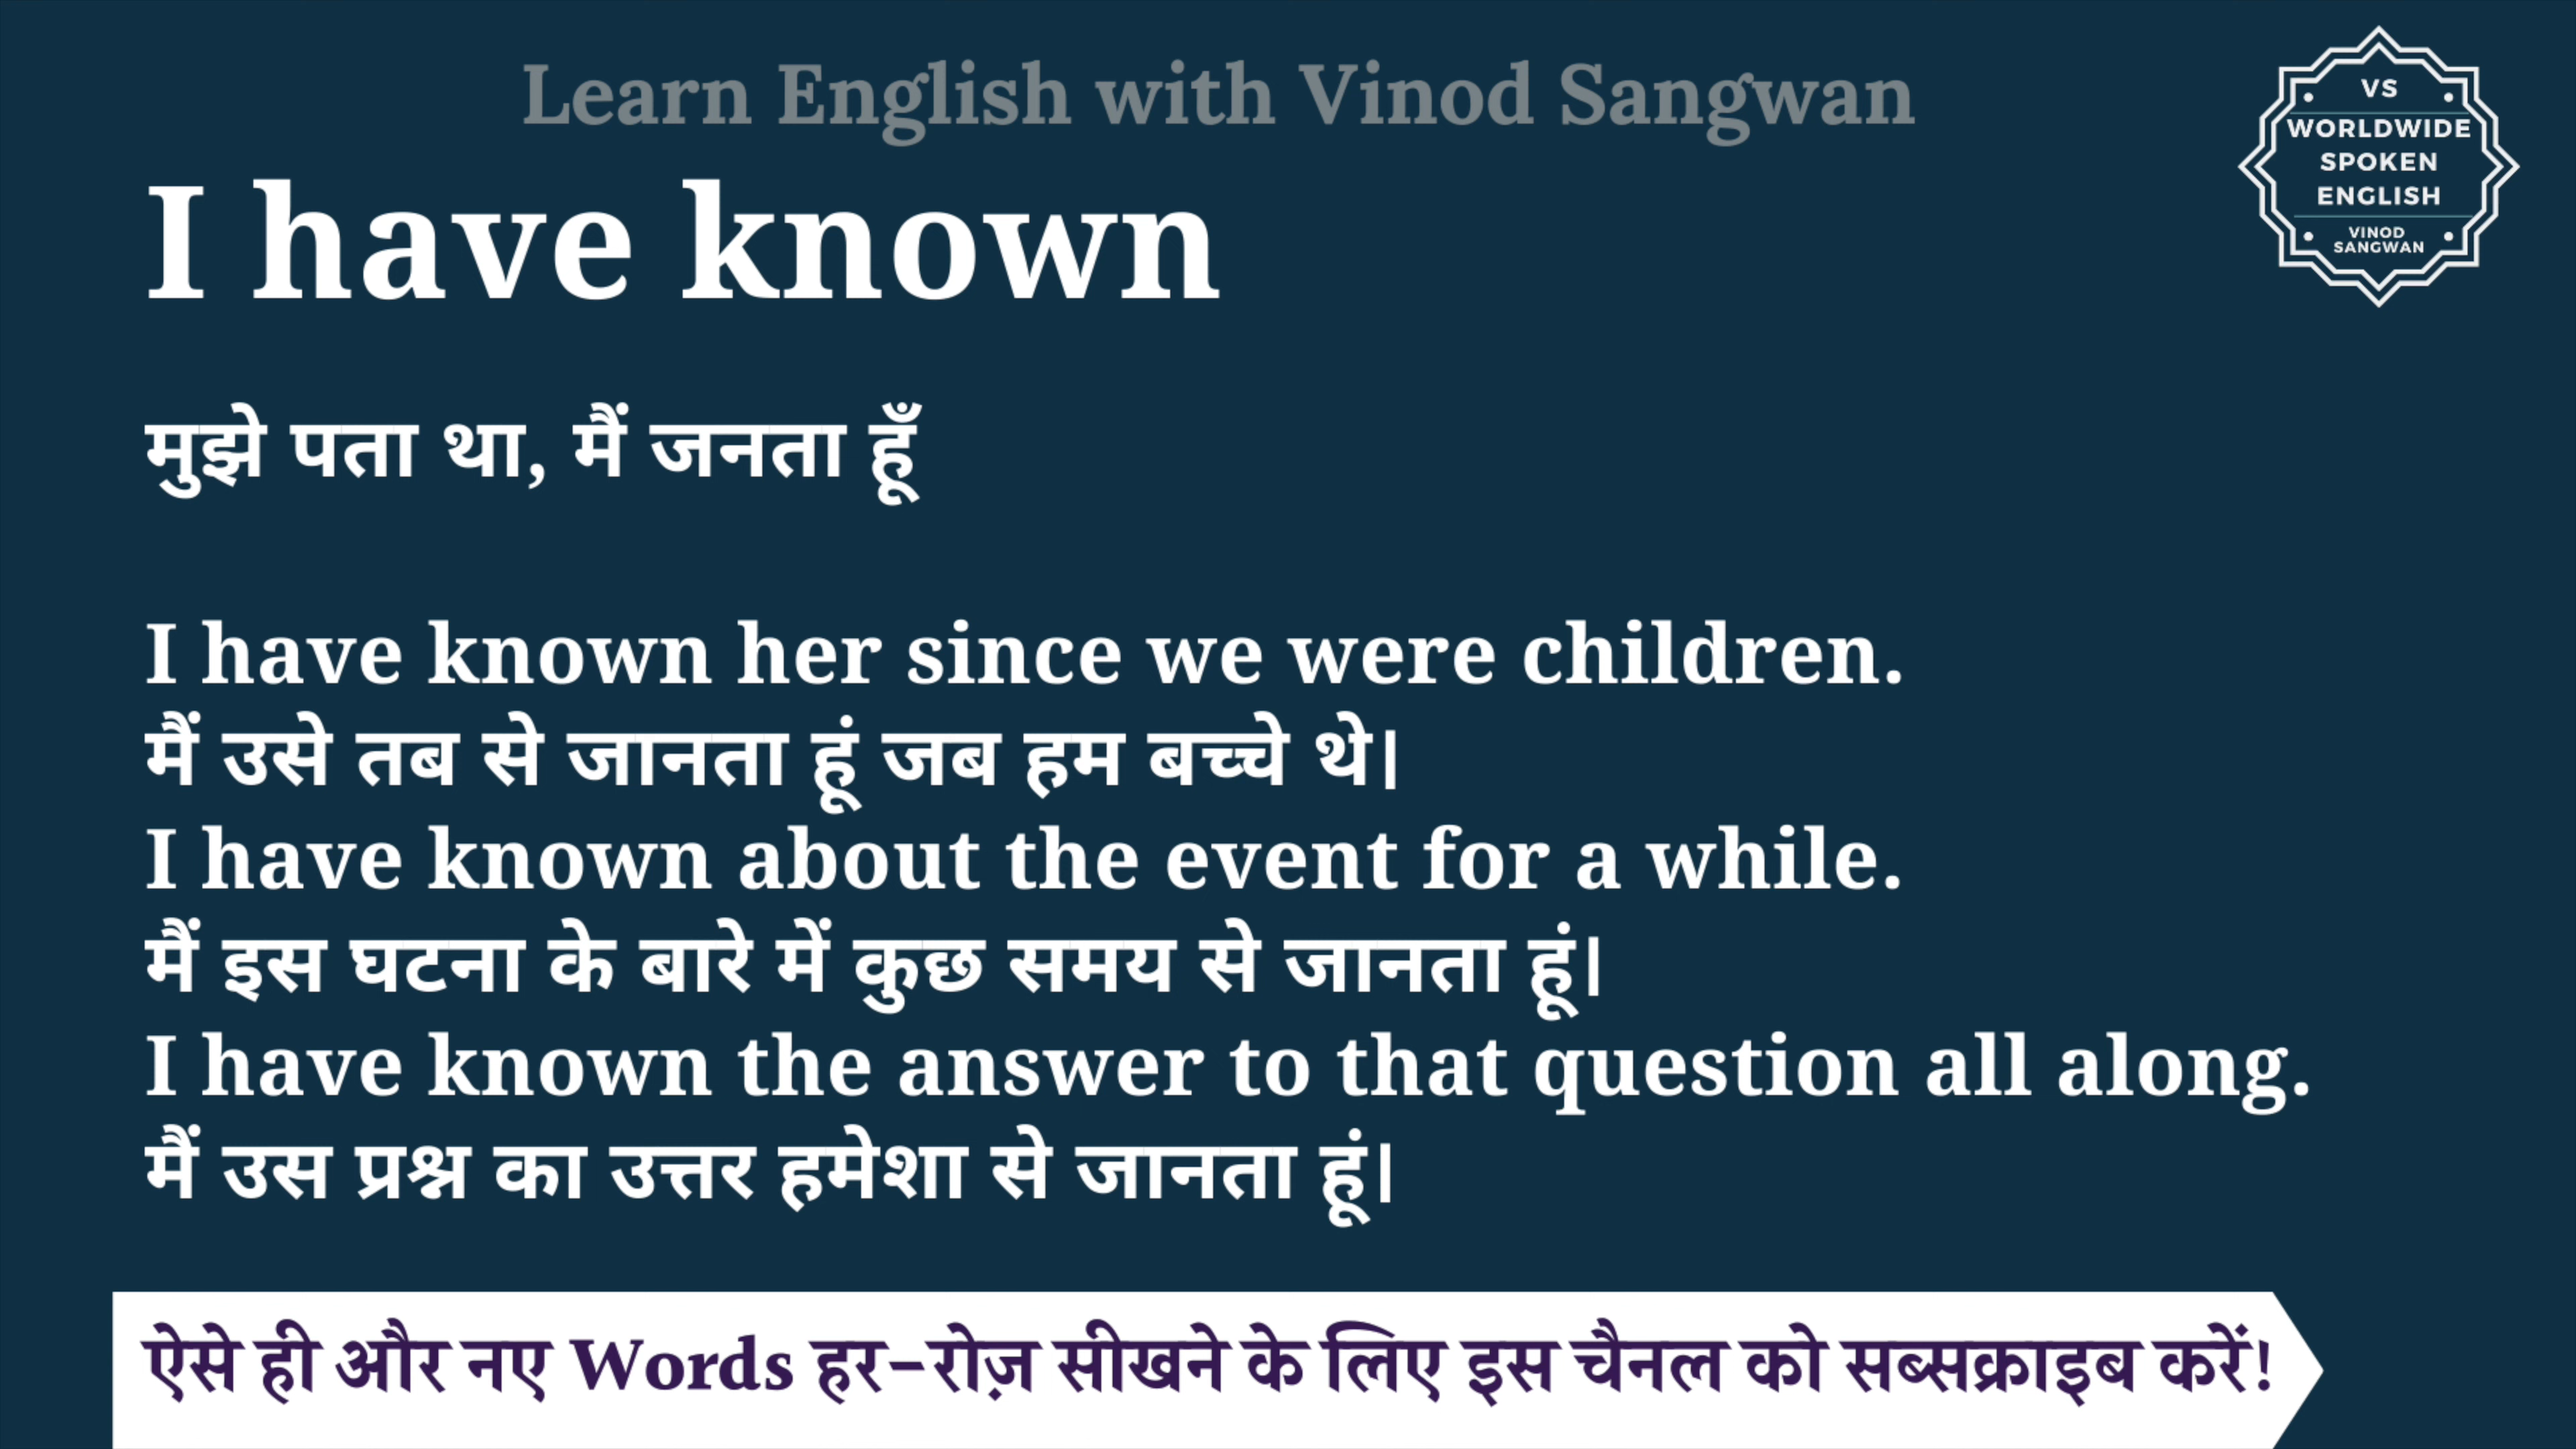 Learn English with Vinod Sangwan
VS
WORLDWIDE
SPOKEN
ENGLISH
VINOD
SANGWAN
I have known
मुझे पता था, मैं जनता हूँ
I have known her since we were children.
मैं उसे तब से जानता हूं जब हम बच्चे थे।
I have known about the event for a while.
मैं इस घटना के बारे में कुछ समय से जानता हूं।
I have known the answer to that question all along.
मैं उस प्रश्न का उत्तर हमेशा से जानता हूं।
ऐसे ही और नए Words हर-रोज़ सीखने के लिए इस चैनल को सब्सक्राइब करें!